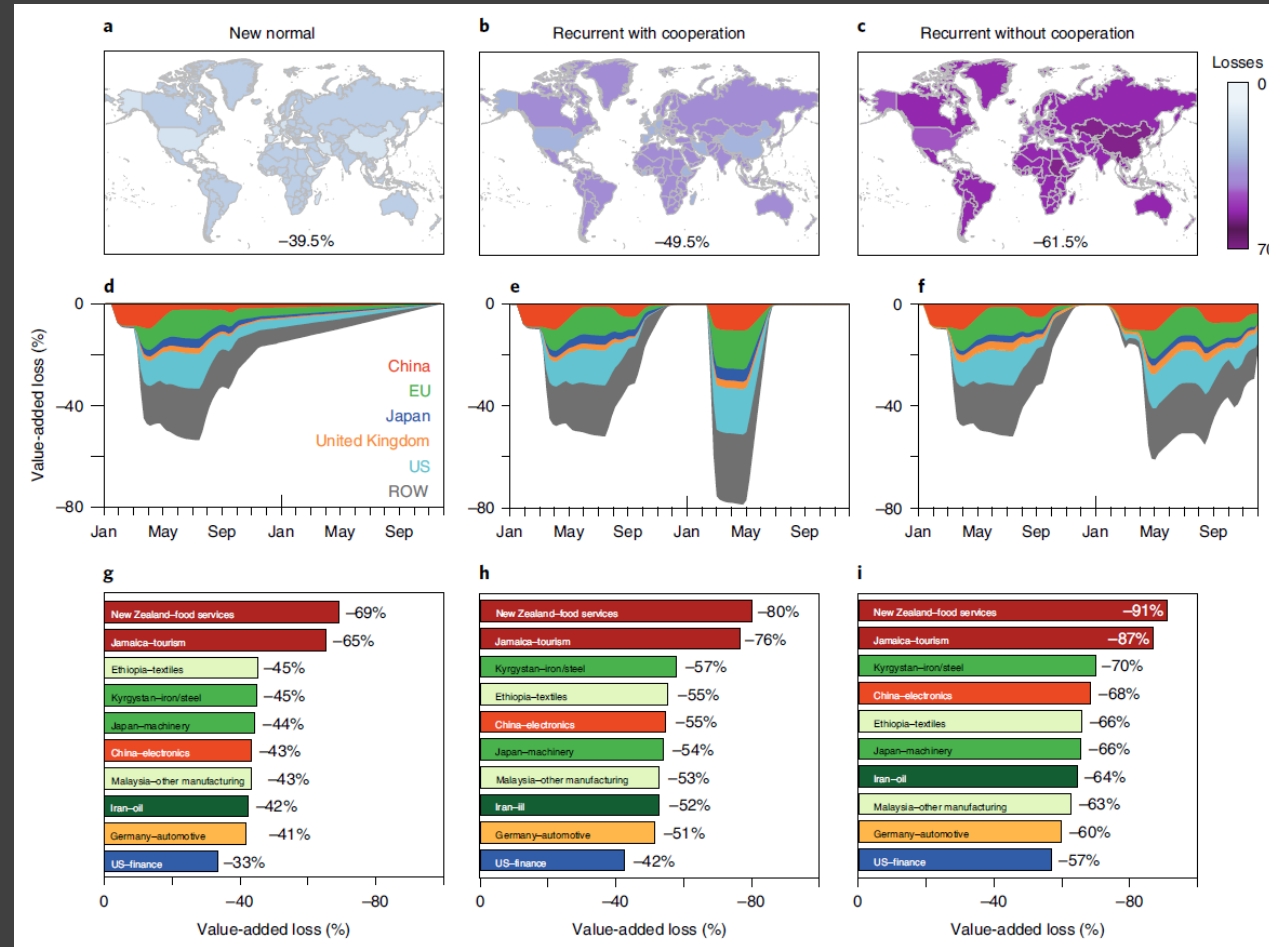 a
New normal
b
Recurrent with cooperation
c
Recurrent without cooperation
Losses
0
70
–39.5%
–49.5%
–61.5%
d
e
f
Value-added loss (%)
0
–40
–80
China
EU
Japan
United Kingdom
US
ROW
Jan May Sep Jan May Sep
0
–40
–80
Jan May Sep Jan May Sep
0
–40
–80
Jan May Sep Jan May Sep
g
New Zealand–food services –69%
Jamaica–tourism –65%
Ethiopia–textiles –45%
Kyrgystan–iron/steel –45%
Japan–machinery –44%
China–electronics –43%
Malaysia–other manufacturing –43%
Iran–oil –42%
Germany–automotive –41%
US–finance –33%
0 –40 –80
Value-added loss (%)
h
New Zealand–food services –80%
Jamaica–tourism –76%
Kyrgystan–iron/steel –57%
Ethiopia–textiles –55%
China–electronics –55%
Japan–machinery –54%
Malaysia–other manufacturing –53%
Iran–iil –52%
Germany–automotive –51%
US–finance –42%
0 –40 –80
Value-added loss (%)
i
New Zealand–food services –91%
Jamaica–tourism –87%
Kyrgystan–iron/steel –70%
China–electronics –68%
Ethiopia–textiles –66%
Japan–machinery –66%
Iran–oil –64%
Malaysia–other manufacturing –63%
Germany–automotive –60%
US–finance –57%
0 –40 –80
Value-added loss (%)